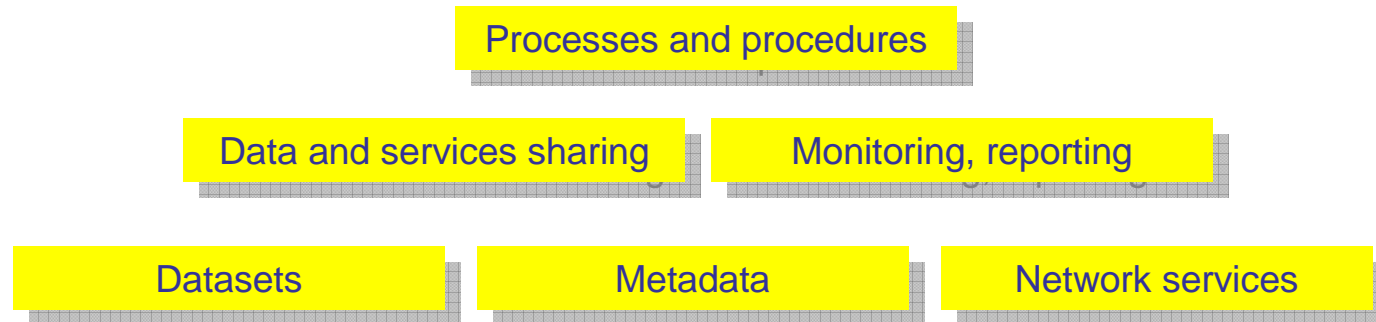 Processes and procedures
Data and services sharing
Monitoring, reporting
Datasets
Metadata
Network services